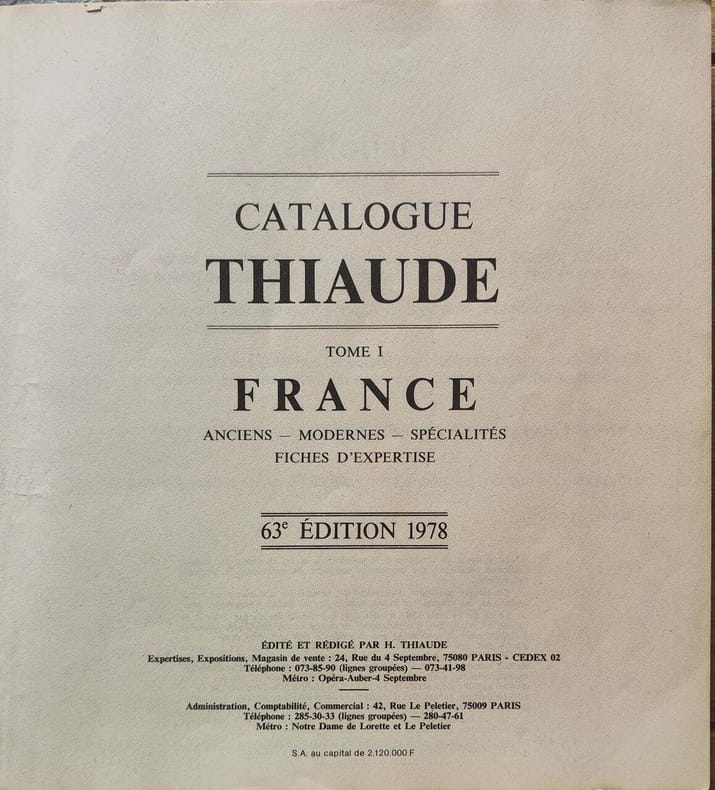 CATALOGUE
THIAUDE
TOME I
FRANCE
ANCIENS — MODERNES — SPÉCIALITÉS
FICHES D'EXPERTISE
63e ÉDITION 1978
ÉDITÉ ET RÉDIGÉ PAR H. THIAUDE
Expertises, Expositions, Magasin de vente : 24, Rue du 4 Septembre, 75080 PARIS - CEDEX 02
Téléphone : 073-85-90 (lignes groupées) — 073-41-98
Métro : Opéra-Auber-4 Septembre
Administration, Comptabilité, Commercial : 42, Rue Le Peletier, 75009 PARIS
Téléphone : 285-30-33 (lignes groupées) — 280-47-61
Métro : Notre Dame de Lorette et Le Peletier
S.A. au capital de 2.120.000 F